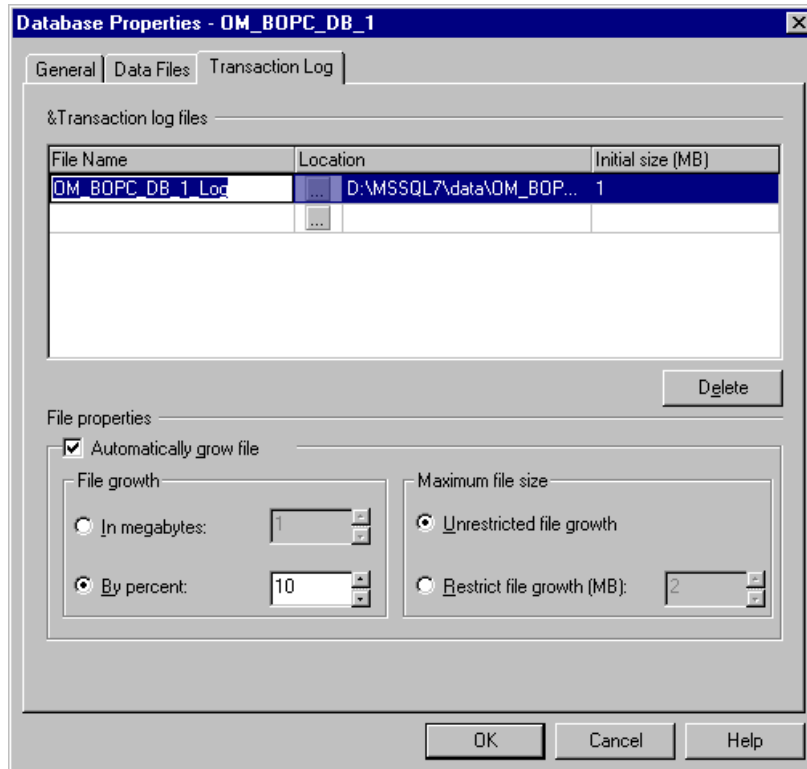 Database Properties - OM_BOPC_DB_1
General Data Files Transaction Log
&Transaction log files
File Name Location Initial size (MB)
OM_BOPC_DB_1_Log ... D:\MSSQL7\data\OM_BOP... 1
...
Delete
File properties
Automatically grow file
File growth Maximum file size
In megabytes: 1 Unrestricted file growth
By percent: 10 Restrict file growth (MB): 2
OK Cancel Help